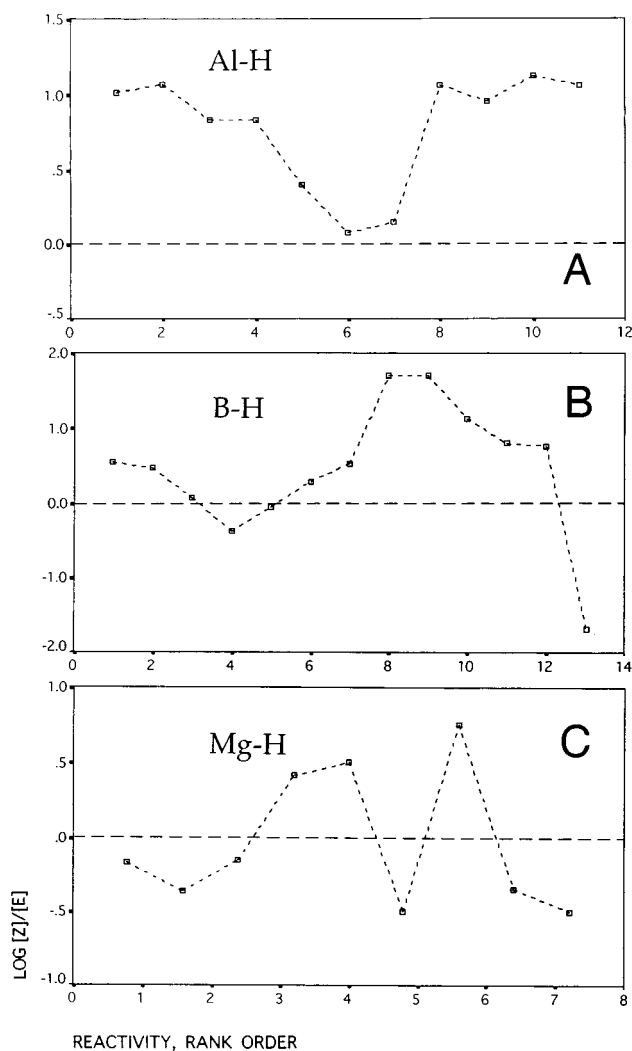 1.5
Al-H
1.0
.5
0.0
A
-.5
0 2 4 6 8 10 12
2.0
B-H
B
1.0
0.0
-1.0
-2.0
0 2 4 6 8 10 12 14
1.0
Mg-H
C
.5
.0
-.5
-1.0
0 1 2 3 4 5 6 7 8
LOG [Z]/[E]
REACTIVITY, RANK ORDER